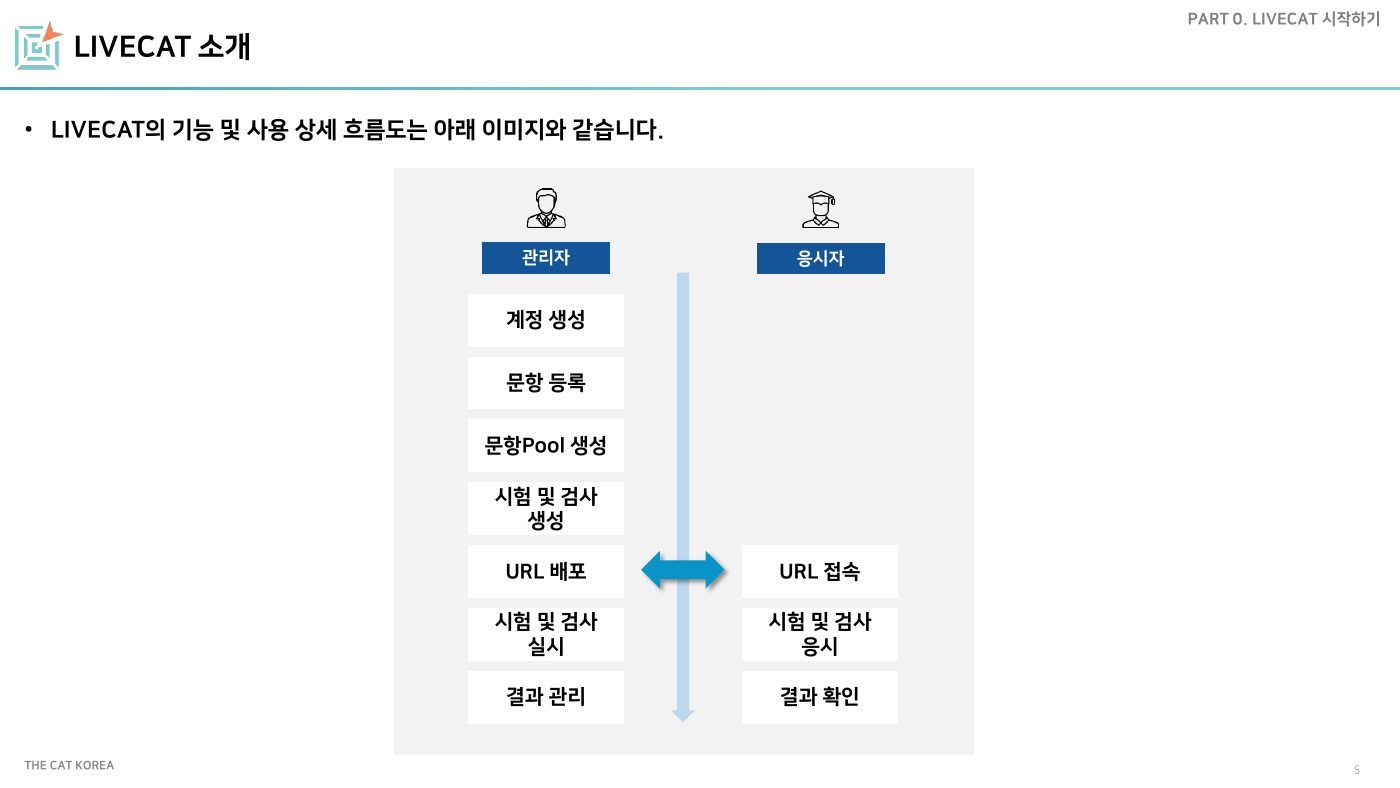 PART 0. LIVECAT 시작하기
LIVECAT 소개
• LIVECAT의 기능 및 사용 상세 흐름도는 아래 이미지와 같습니다.
관리자
응시자
계정 생성
문항 등록
문항Pool 생성
시험 및 검사
생성
URL 배포
URL 접속
시험 및 검사
실시
시험 및 검사
응시
결과 관리
결과 확인
THE CAT KOREA
5